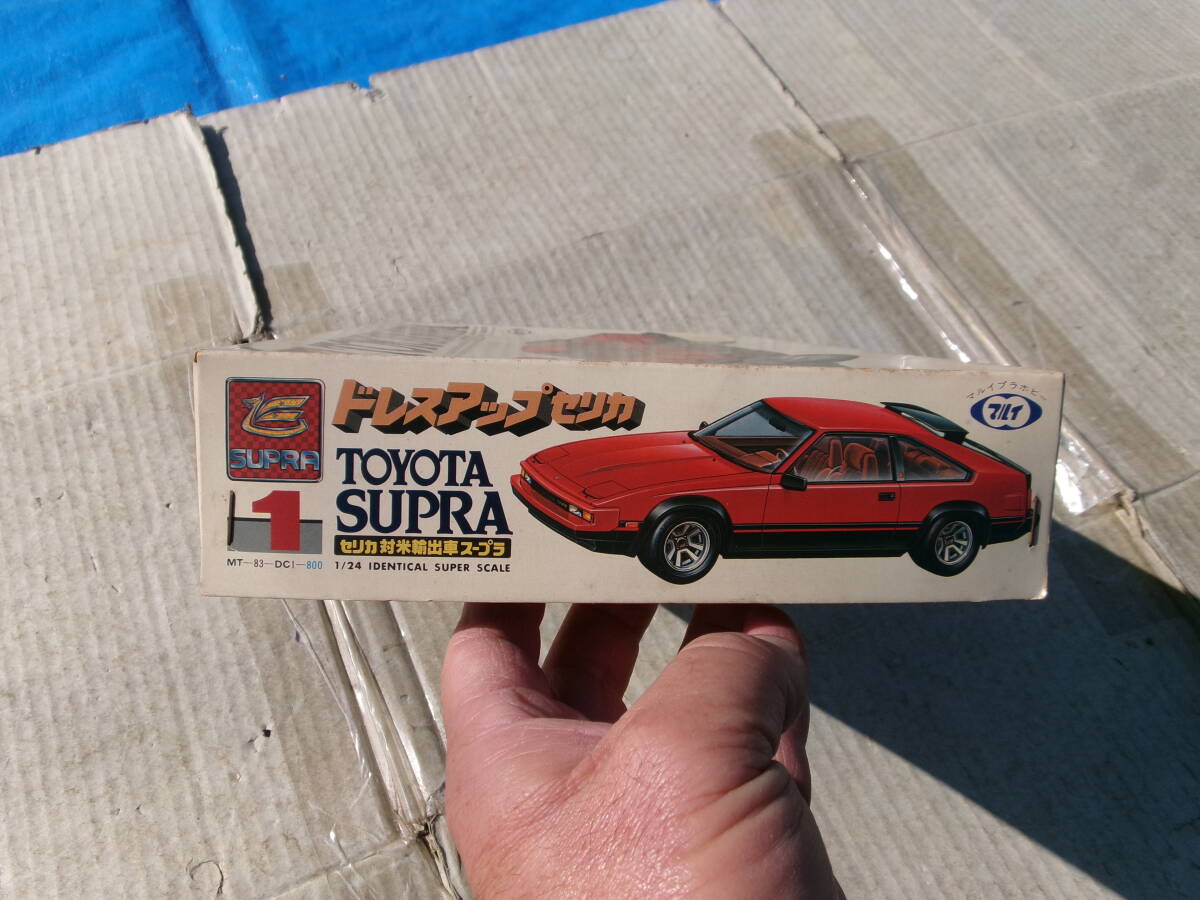 SUPRA
1
MT-83-DC1-800
ドレスアップセリカ
TOYOTA
SUPRA
セリカ対米輸出車スープラ
1/24 IDENTICAL SUPER SCALE
マルイプラホビー
マルイ